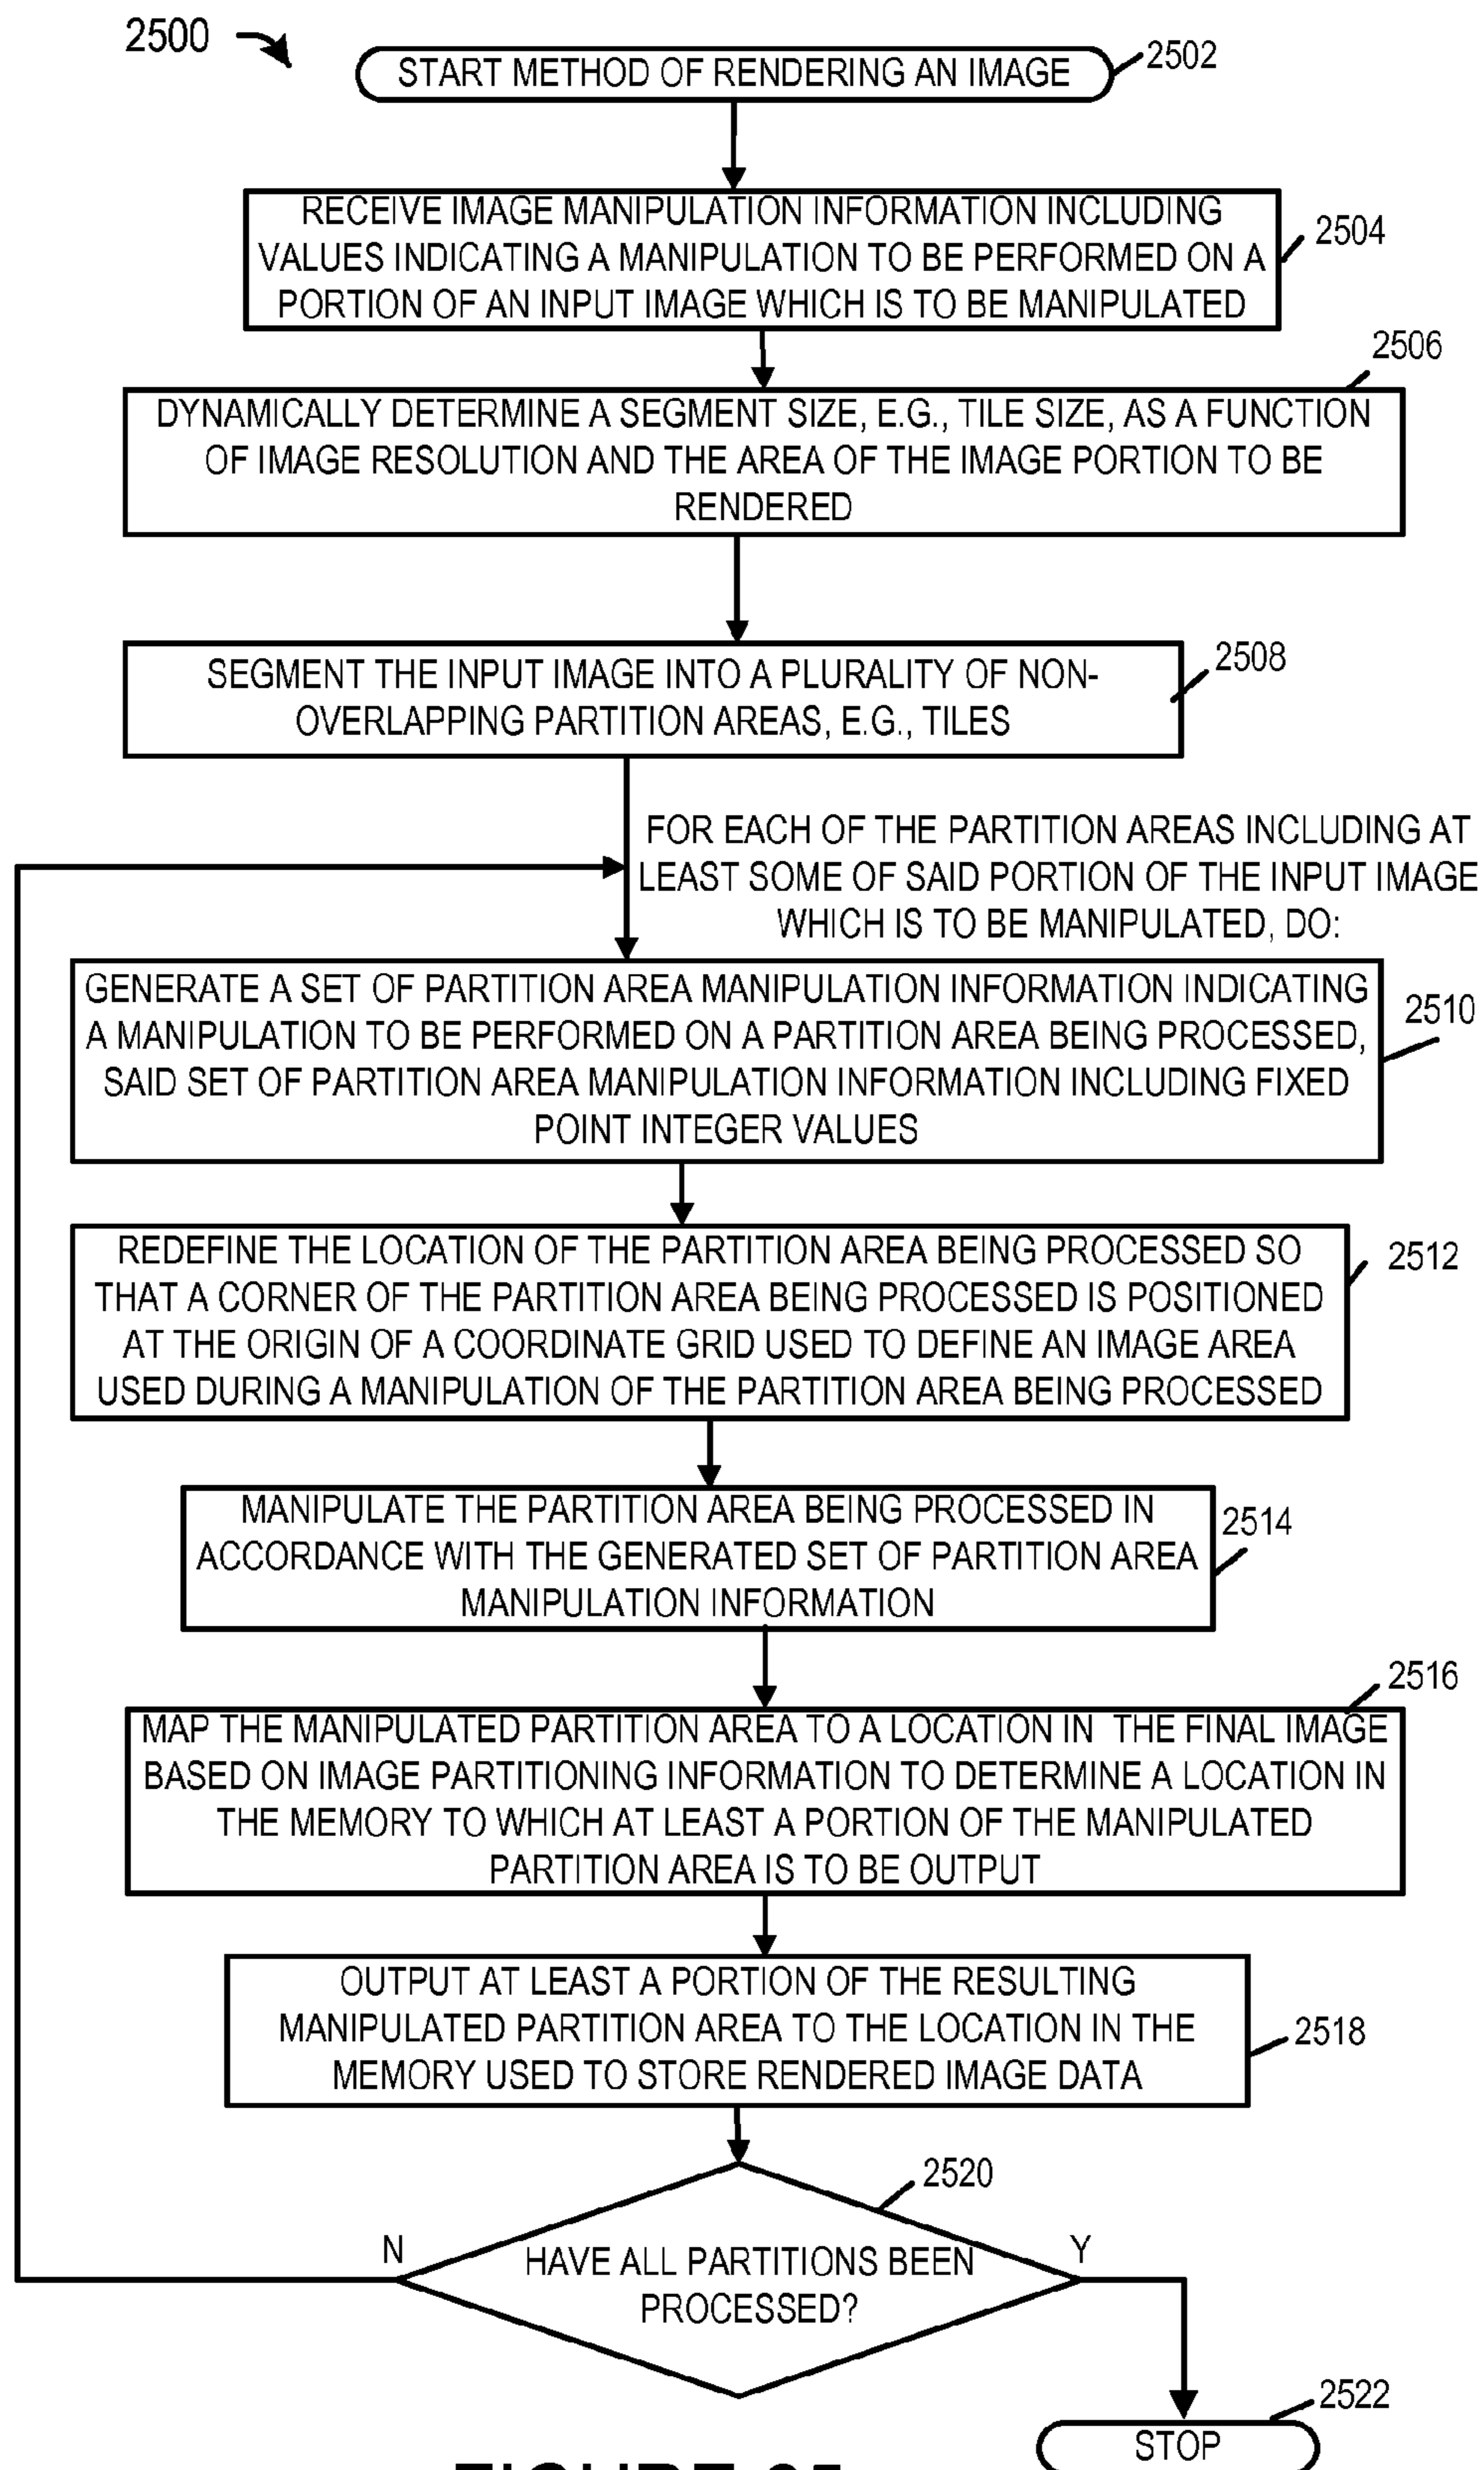 2500
START METHOD OF RENDERING AN IMAGE
2502
RECEIVE IMAGE MANIPULATION INFORMATION INCLUDING
VALUES INDICATING A MANIPULATION TO BE PERFORMED ON A
PORTION OF AN INPUT IMAGE WHICH IS TO BE MANIPULATED
2504
2506
DYNAMICALLY DETERMINE A SEGMENT SIZE, E.G., TILE SIZE, AS A FUNCTION
OF IMAGE RESOLUTION AND THE AREA OF THE IMAGE PORTION TO BE
RENDERED
SEGMENT THE INPUT IMAGE INTO A PLURALITY OF NON-
OVERLAPPING PARTITION AREAS, E.G., TILES
2508
FOR EACH OF THE PARTITION AREAS INCLUDING AT
LEAST SOME OF SAID PORTION OF THE INPUT IMAGE
WHICH IS TO BE MANIPULATED, DO:
GENERATE A SET OF PARTITION AREA MANIPULATION INFORMATION INDICATING
A MANIPULATION TO BE PERFORMED ON A PARTITION AREA BEING PROCESSED,
SAID SET OF PARTITION AREA MANIPULATION INFORMATION INCLUDING FIXED
POINT INTEGER VALUES
2510
REDEFINE THE LOCATION OF THE PARTITION AREA BEING PROCESSED SO
THAT A CORNER OF THE PARTITION AREA BEING PROCESSED IS POSITIONED
AT THE ORIGIN OF A COORDINATE GRID USED TO DEFINE AN IMAGE AREA
USED DURING A MANIPULATION OF THE PARTITION AREA BEING PROCESSED
2512
MANIPULATE THE PARTITION AREA BEING PROCESSED IN
ACCORDANCE WITH THE GENERATED SET OF PARTITION AREA
MANIPULATION INFORMATION
2514
2516
MAP THE MANIPULATED PARTITION AREA TO A LOCATION IN THE FINAL IMAGE
BASED ON IMAGE PARTITIONING INFORMATION TO DETERMINE A LOCATION IN
THE MEMORY TO WHICH AT LEAST A PORTION OF THE MANIPULATED
PARTITION AREA IS TO BE OUTPUT
OUTPUT AT LEAST A PORTION OF THE RESULTING
MANIPULATED PARTITION AREA TO THE LOCATION IN THE
MEMORY USED TO STORE RENDERED IMAGE DATA
2518
2520
N
HAVE ALL PARTITIONS BEEN
PROCESSED?
Y
2522
STOP